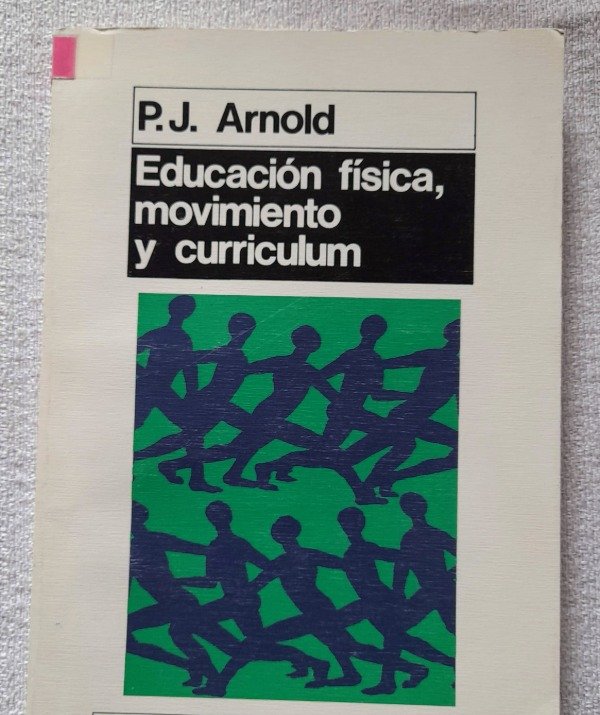 P.J. Arnold
Educación física,
movimiento
y curriculum